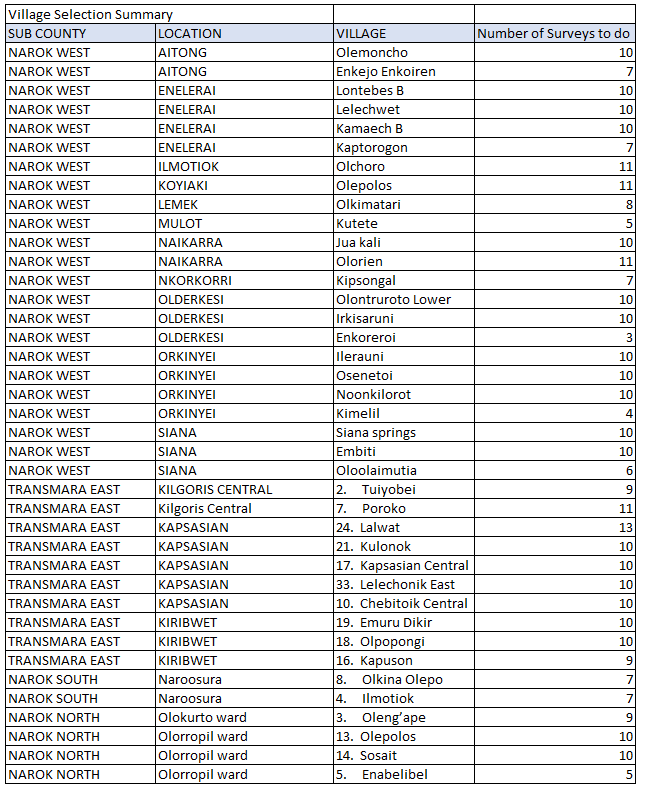 Village Selection Summary
SUB COUNTY LOCATION VILLAGE Number of Surveys to do
NAROK WEST AITONG Olemoncho 10
NAROK WEST AITONG Enkejo Enkoiren 7
NAROK WEST ENELERAI Lontebes B 10
NAROK WEST ENELERAI Lelechwet 10
NAROK WEST ENELERAI Kamaech B 10
NAROK WEST ENELERAI Kaptorogon 7
NAROK WEST ILMOTIOK Olchoro 11
NAROK WEST KOYIAKI Olepolos 11
NAROK WEST LEMEK Olkimatari 8
NAROK WEST MULOT Kutete 5
NAROK WEST NAIKARRA Jua kali 10
NAROK WEST NAIKARRA Olorien 11
NAROK WEST NKORKORRI Kipsongal 7
NAROK WEST OLDERKESI Olontruroto Lower 10
NAROK WEST OLDERKESI Irkisaruni 10
NAROK WEST OLDERKESI Enkoreroi 3
NAROK WEST ORKINYEI Ilerauni 10
NAROK WEST ORKINYEI Osenetoi 10
NAROK WEST ORKINYEI Noonkilorot 10
NAROK WEST ORKINYEI Kimelil 4
NAROK WEST SIANA Siana springs 10
NAROK WEST SIANA Embiti 10
NAROK WEST SIANA Oloolaimutia 6
TRANSMARA EAST KILGORIS CENTRAL 2. Tuiyobei 9
TRANSMARA EAST Kilgoris Central 7. Poroko 11
TRANSMARA EAST KAPSASIAN 24. Lalwat 13
TRANSMARA EAST KAPSASIAN 21. Kulonok 10
TRANSMARA EAST KAPSASIAN 17. Kapsasian Central 10
TRANSMARA EAST KAPSASIAN 33. Lelechonik East 10
TRANSMARA EAST KAPSASIAN 10. Chebitoik Central 10
TRANSMARA EAST KIRIBWET 19. Emuru Dikir 10
TRANSMARA EAST KIRIBWET 18. Olpopongi 10
TRANSMARA EAST KIRIBWET 16. Kapuson 9
NAROK SOUTH Naroosura 8. Olkina Olepo 7
NAROK SOUTH Naroosura 4. Ilmotiok 7
NAROK NORTH Olokurto ward 3. Oleng’ape 9
NAROK NORTH Olorropil ward 13. Olepolos 10
NAROK NORTH Olorropil ward 14. Sosait 10
NAROK NORTH Olorropil ward 5. Enabelibel 5